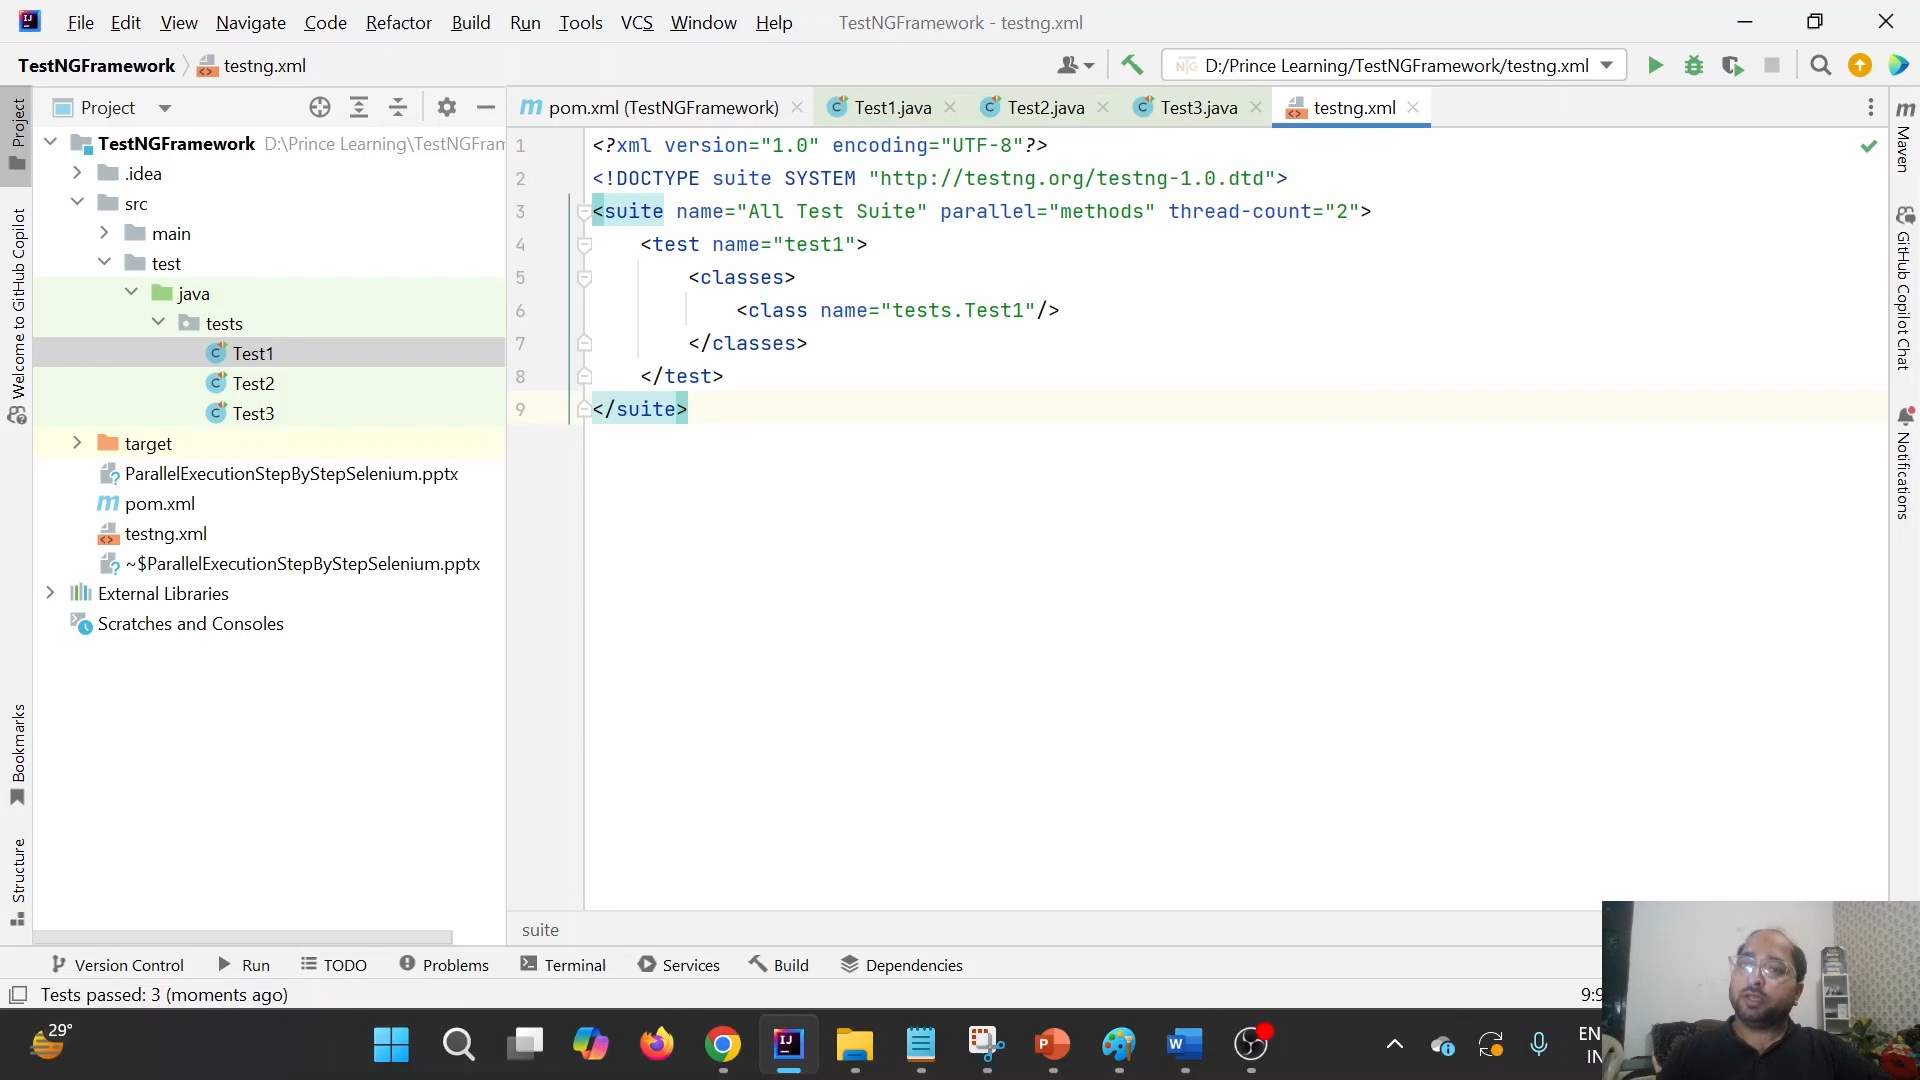 File Edit View Navigate Code Refactor Build Run Tools VCS Window Help TestNGFramework - testng.xml
TestNGFramework testng.xml
D:/Prince Learning/TestNGFramework/testng.xml
Project
pom.xml (TestNGFramework) Test1.java Test2.java Test3.java testng.xml
TestNGFramework D:\Prince Learning\TestNGFram
.idea
src
main
test
java
tests
Test1
Test2
Test3
target
ParallelExecutionStepByStepSelenium.pptx
pom.xml
testng.xml
~$ParallelExecutionStepByStepSelenium.pptx
External Libraries
Scratches and Consoles
1 <?xml version="1.0" encoding="UTF-8"?>
2 <!DOCTYPE suite SYSTEM "http://testng.org/testng-1.0.dtd">
3 <suite name="All Test Suite" parallel="methods" thread-count="2">
4 <test name="test1">
5 <classes>
6 <class name="tests.Test1"/>
7 </classes>
8 </test>
9 </suite>
suite
Project
Welcome to GitHub Copilot
Bookmarks
Structure
Maven
GitHub Copilot Chat
Notifications
Version Control Run TODO Problems Terminal Services Build Dependencies
Tests passed: 3 (moments ago)
9:9
29°
EN
IN